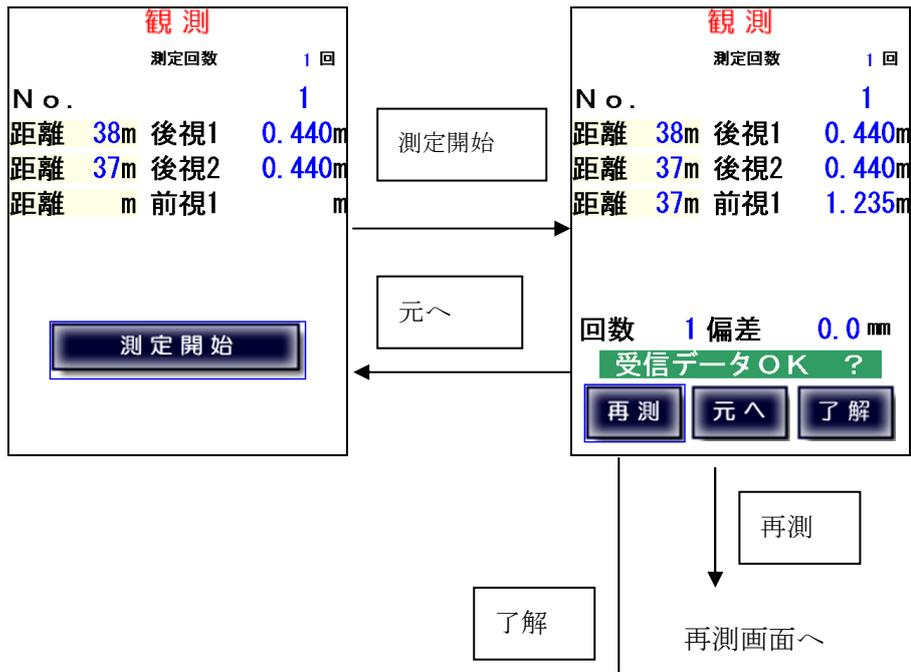 観測
測定回数 1 回
No. 1
距離 38m 後視1 0.440m
距離 37m 後視2 0.440m
距離 m 前視1 m
測定開始
測定開始
元へ
観測
測定回数 1 回
No. 1
距離 38m 後視1 0.440m
距離 37m 後視2 0.440m
距離 37m 前視1 1.235m
回数 1 偏差 0.0 mm
受信データOK ?
再測 元へ 了解
再測
了解
再測画面へ